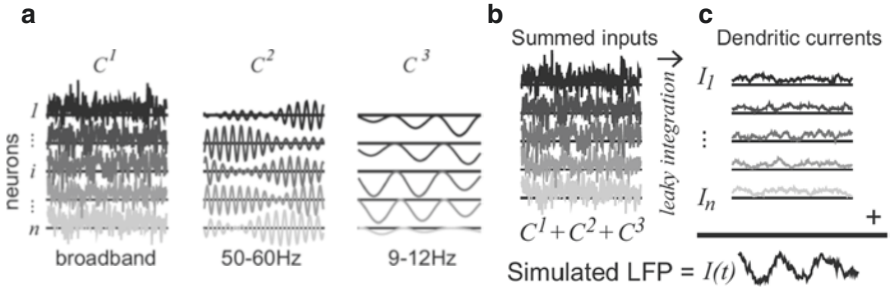 a
C¹ C² C³
neurons
1
⋮
i
⋮
n
broadband 50-60Hz 9-12Hz
b
Summed inputs
C¹ + C² + C³
leaky integration
c
Dendritic currents
I₁
⋮
Iₙ
+
Simulated LFP = I(t)